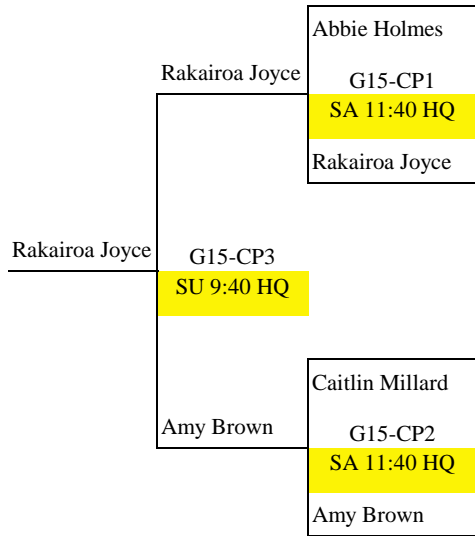 Abbie Holmes
Rakairoa Joyce
G15-CP1
SA 11:40 HQ
Rakairoa Joyce
Rakairoa Joyce
G15-CP3
SU 9:40 HQ
Caitlin Millard
Amy Brown
G15-CP2
SA 11:40 HQ
Amy Brown